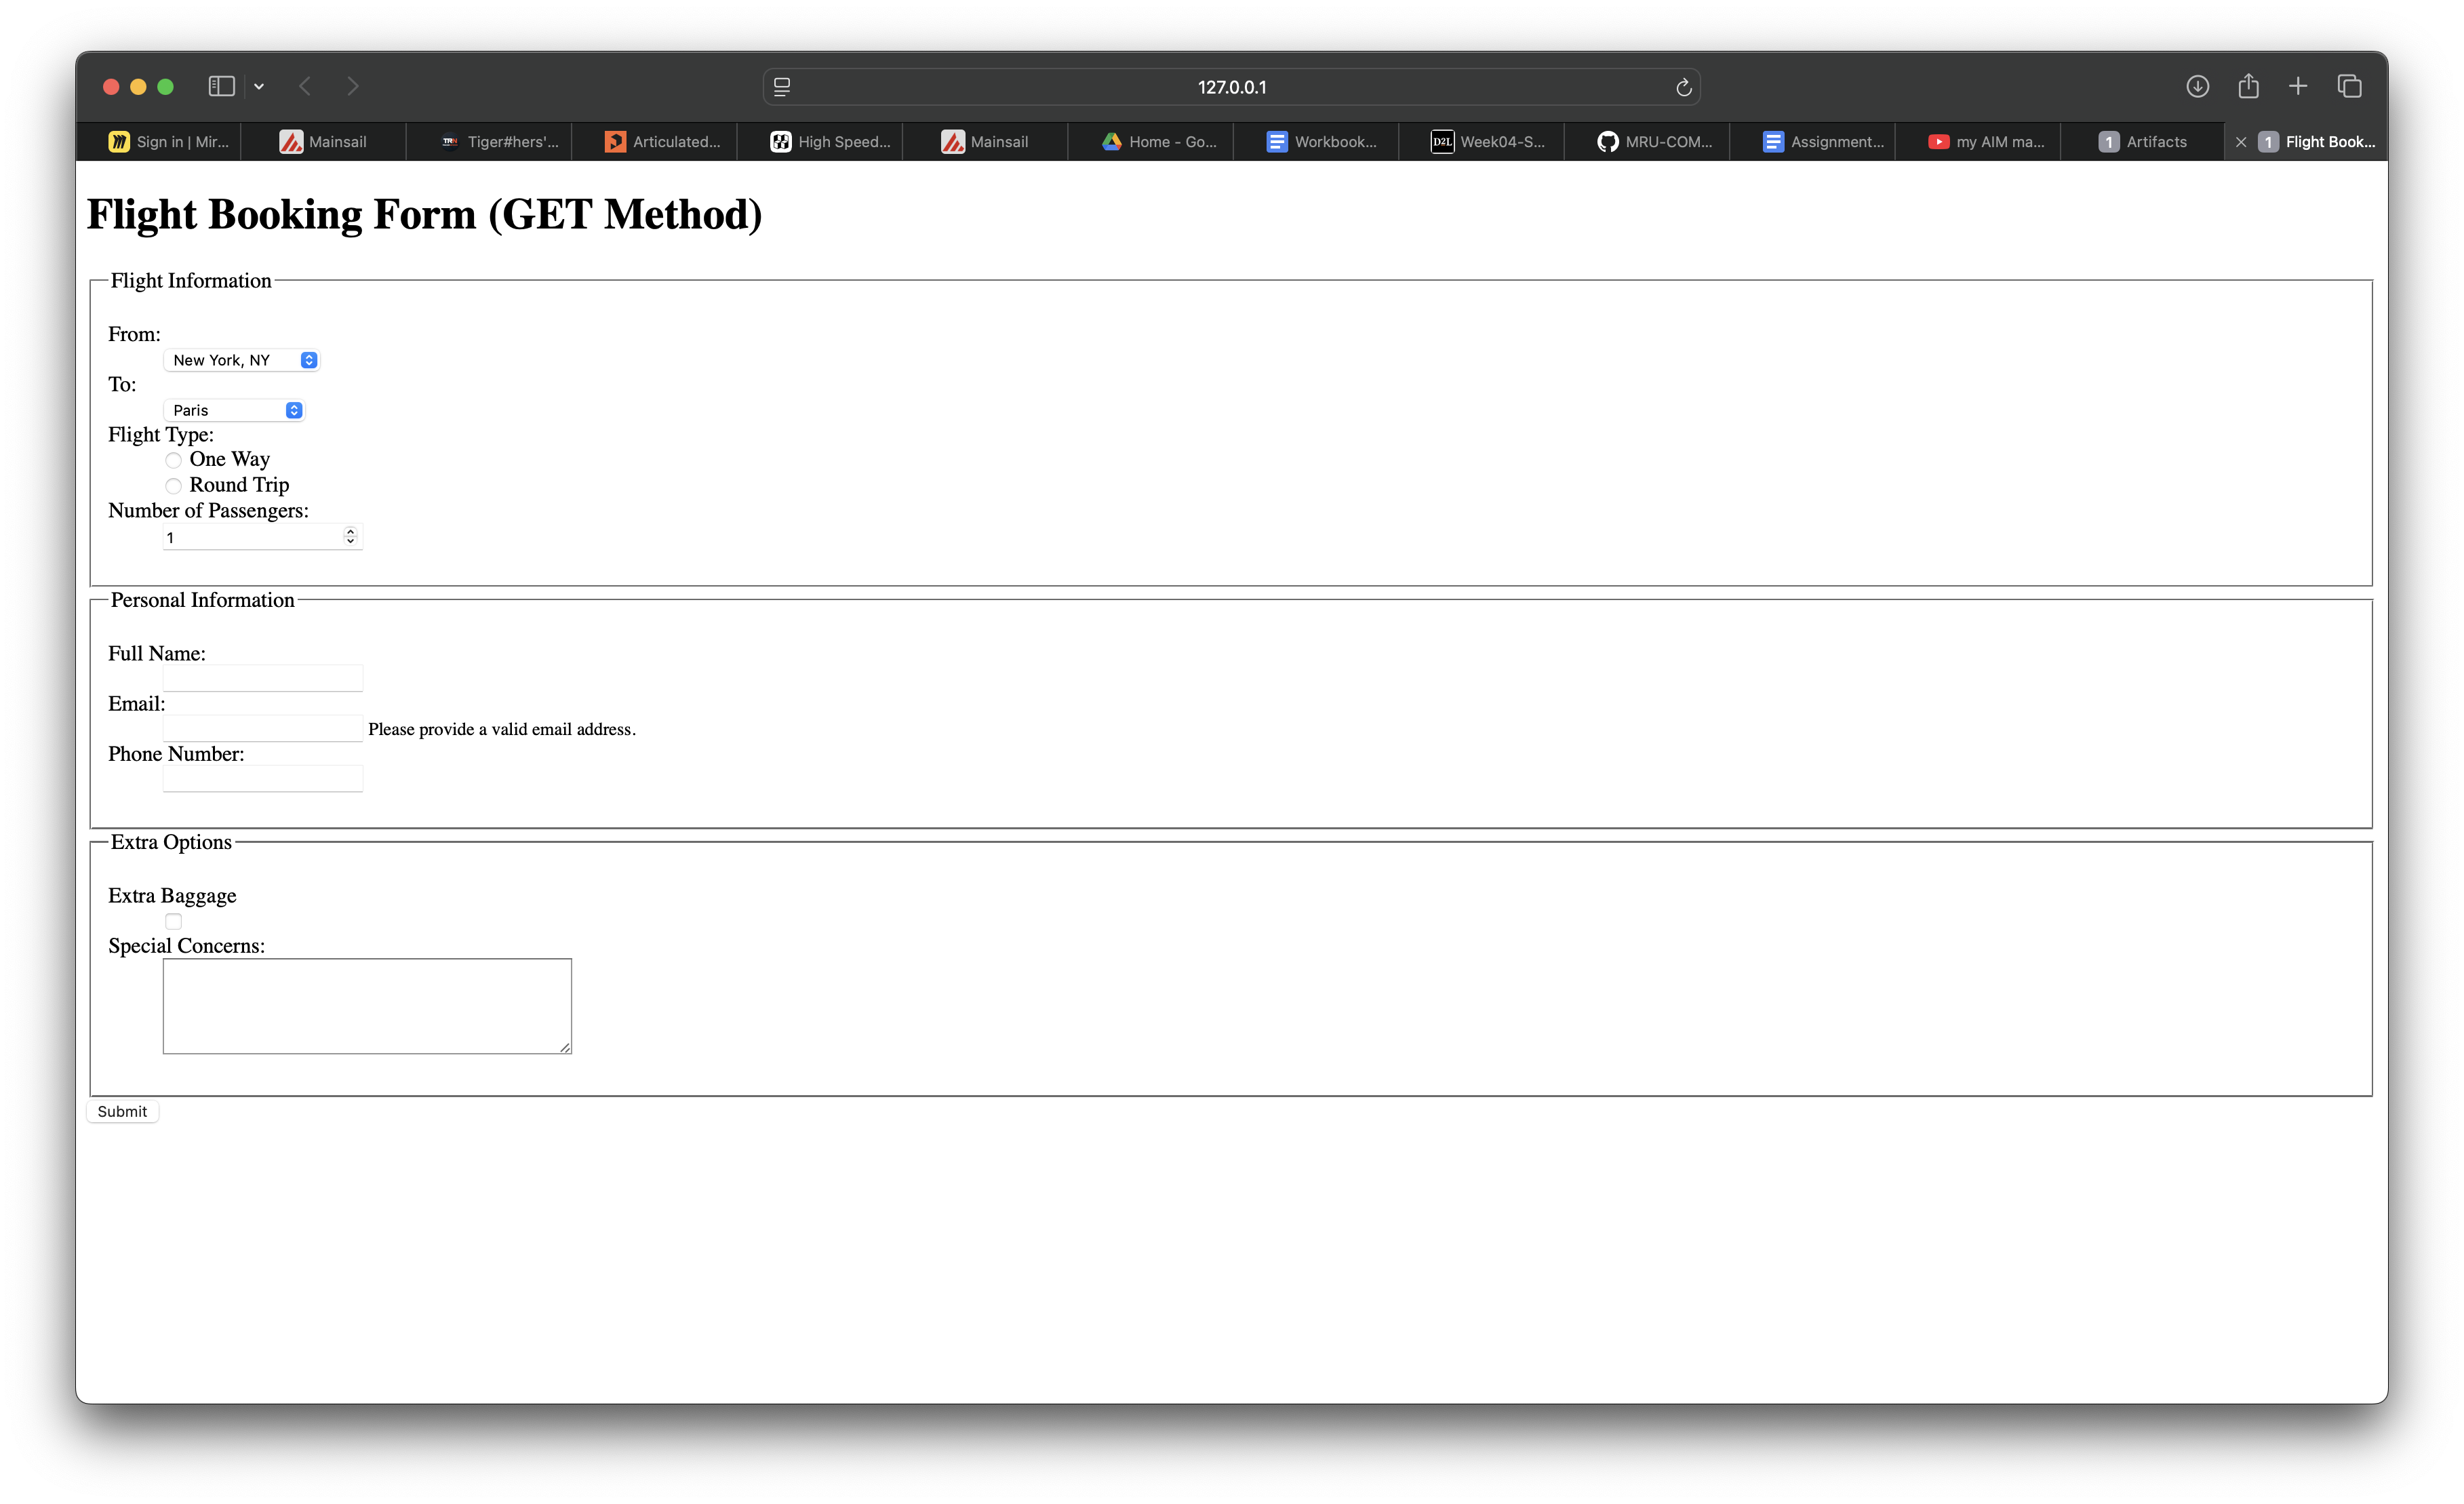 127.0.0.1
Sign in | Mir...
Mainsail
TRN
Tiger#hers'...
Articulated...
High Speed...
Mainsail
Home - Go...
Workbook...
D2L
Week04-S...
MRU-COM...
Assignment...
my AIM ma...
1
Artifacts
1
Flight Book...
Flight Booking Form (GET Method)
Flight Information
From:
New York, NY
To:
Paris
Flight Type:
One Way
Round Trip
Number of Passengers:
1
Personal Information
Full Name:
Email:
Please provide a valid email address.
Phone Number:
Extra Options
Extra Baggage
Special Concerns:
Submit